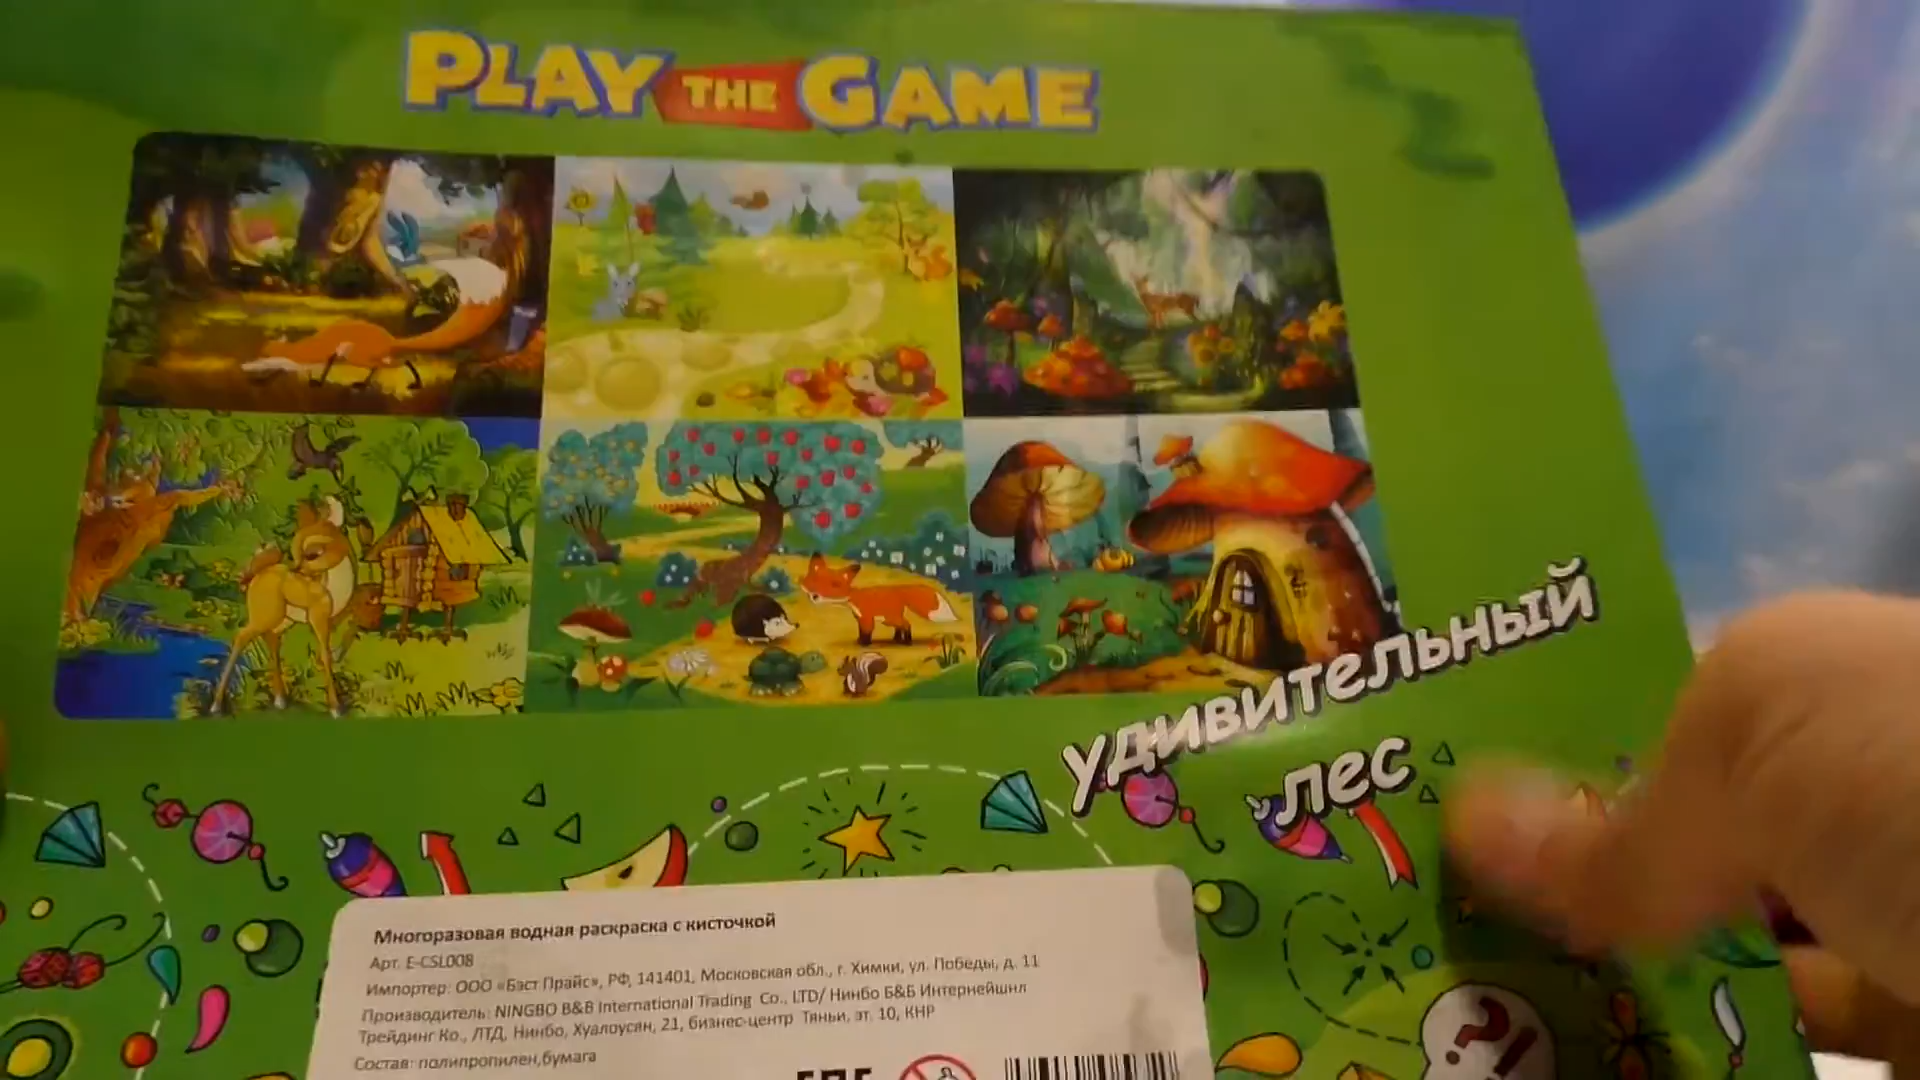 PLAY THE GAME
удивительный
лес
Многоразовая водная раскраска с кисточкой
Арт. E-CSL008
Импортер: ООО «Бэст Прайс», РФ, 141401, Московская обл., г. Химки, ул. Победы, д. 11
Производитель: NINGBO B&B International Trading Co., LTD/ Нинбо Б&Б Интернейшнл
Трейдинг Ко., ЛТД, Нинбо, Хуалоусян, 21, бизнес-центр Тяньи, эт. 10, КНР
Состав: полипропилен,бумага
?!